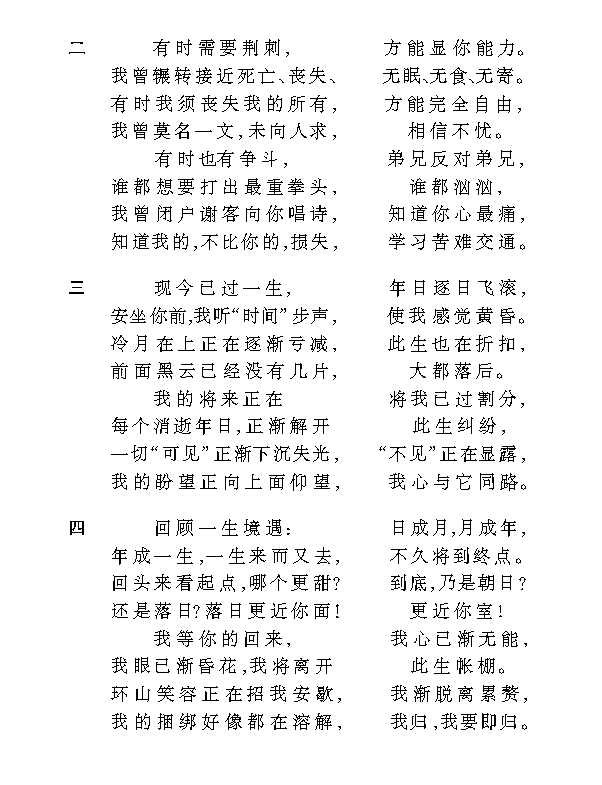 二 有时需要荆刺, 方能显你能力。
我曾辗转接近死亡、丧失、 无眠、无食、无寄。
有时我须丧失我的所有, 方能完全自由,
我曾莫名一文,未向人求, 相信不忧。
有时也有争斗, 弟兄反对弟兄,
谁都想要打出最重拳头, 谁都汹汹,
我曾闭户谢客向你唱诗, 知道你心最痛,
知道我的,不比你的,损失, 学习苦难交通。
三 现今已过一生, 年日逐日飞滚,
安坐你前,我听“时间”步声, 使我感觉黄昏。
冷月在上正在逐渐亏减, 此生也在折扣,
前面黑云已经没有几片, 大都落后。
我的将来正在 将我已过割分,
每个消逝年日,正渐解开 此生纠纷,
一切“可见”正渐下沉失光, “不见”正在显露,
我的盼望正向上面仰望, 我心与它同路。
四 回顾一生境遇: 日成月,月成年,
年成一生,一生来而又去, 不久将到终点。
回头来看起点,哪个更甜? 到底,乃是朝日?
还是落日?落日更近你面! 更近你室!
我等你的回来, 我心已渐无能,
我眼已渐昏花,我将离开 此生帐棚。
环山笑容正在招我安歇, 我渐脱离累赘,
我的捆绑好像都在溶解, 我归,我要即归。